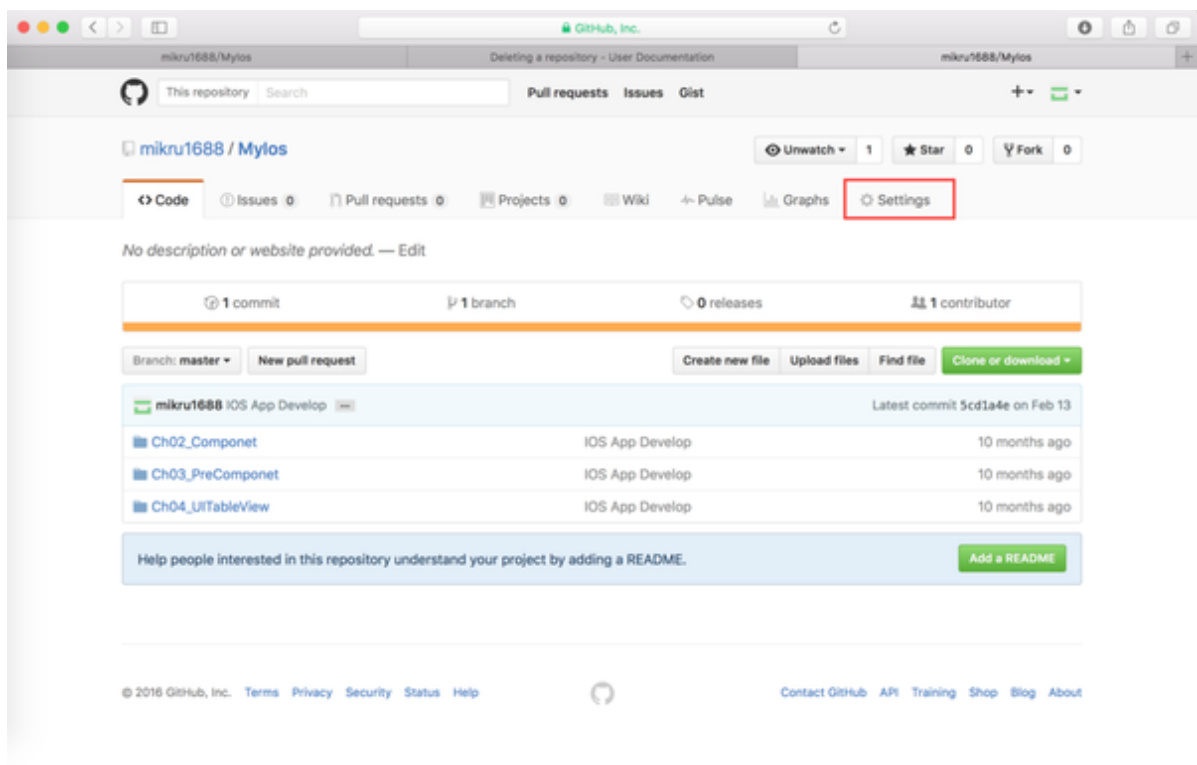 GitHub, Inc.
mikru1688/MyIos Deleting a repository - User Documentation mikru1688/MyIos
This repository Search Pull requests Issues Gist
mikru1688 / MyIos Unwatch 1 Star 0 Fork 0
Code Issues 0 Pull requests 0 Projects 0 Wiki Pulse Graphs Settings
No description or website provided. — Edit
1 commit 1 branch 0 releases 1 contributor
Branch: master New pull request Create new file Upload files Find file Clone or download
mikru1688 IOS App Develop ... Latest commit 5cd1a4e on Feb 13
Ch02_Componet IOS App Develop 10 months ago
Ch03_PreComponet IOS App Develop 10 months ago
Ch04_UITableView IOS App Develop 10 months ago
Help people interested in this repository understand your project by adding a README. Add a README
© 2016 GitHub, Inc. Terms Privacy Security Status Help Contact GitHub API Training Shop Blog About